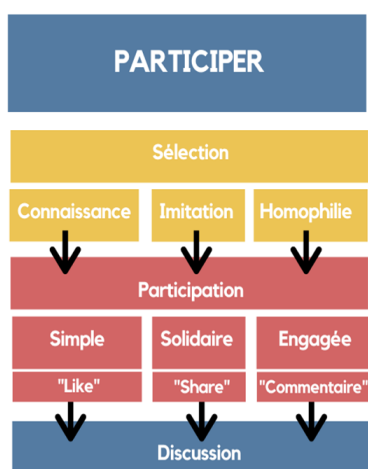 PARTICIPER
Sélection
Connaissance Imitation Homophilie
Participation
Simple Solidaire Engagée
"Like" "Share" "Commentaire"
Discussion